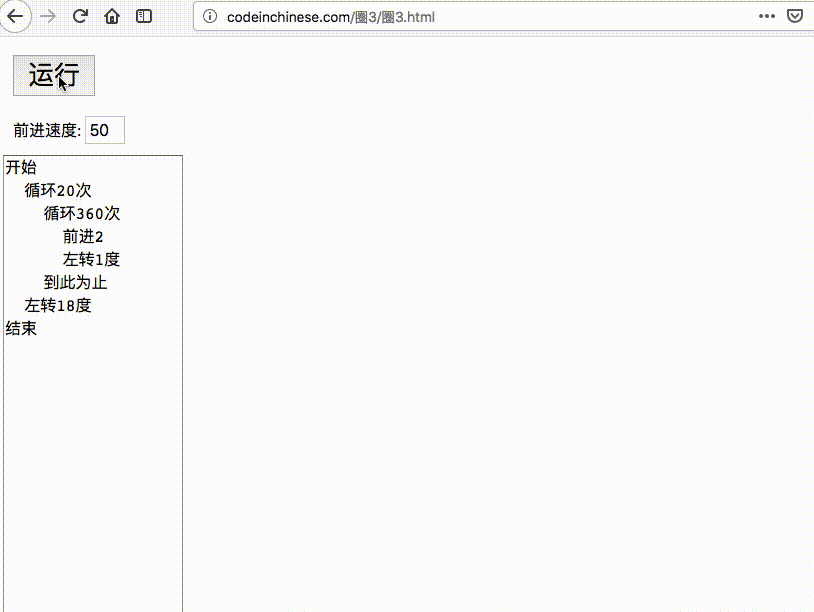 codeinchinese.com/圈3/圈3.html
运行
前进速度: 50
开始
循环20次
循环360次
前进2
左转1度
到此为止
左转18度
结束